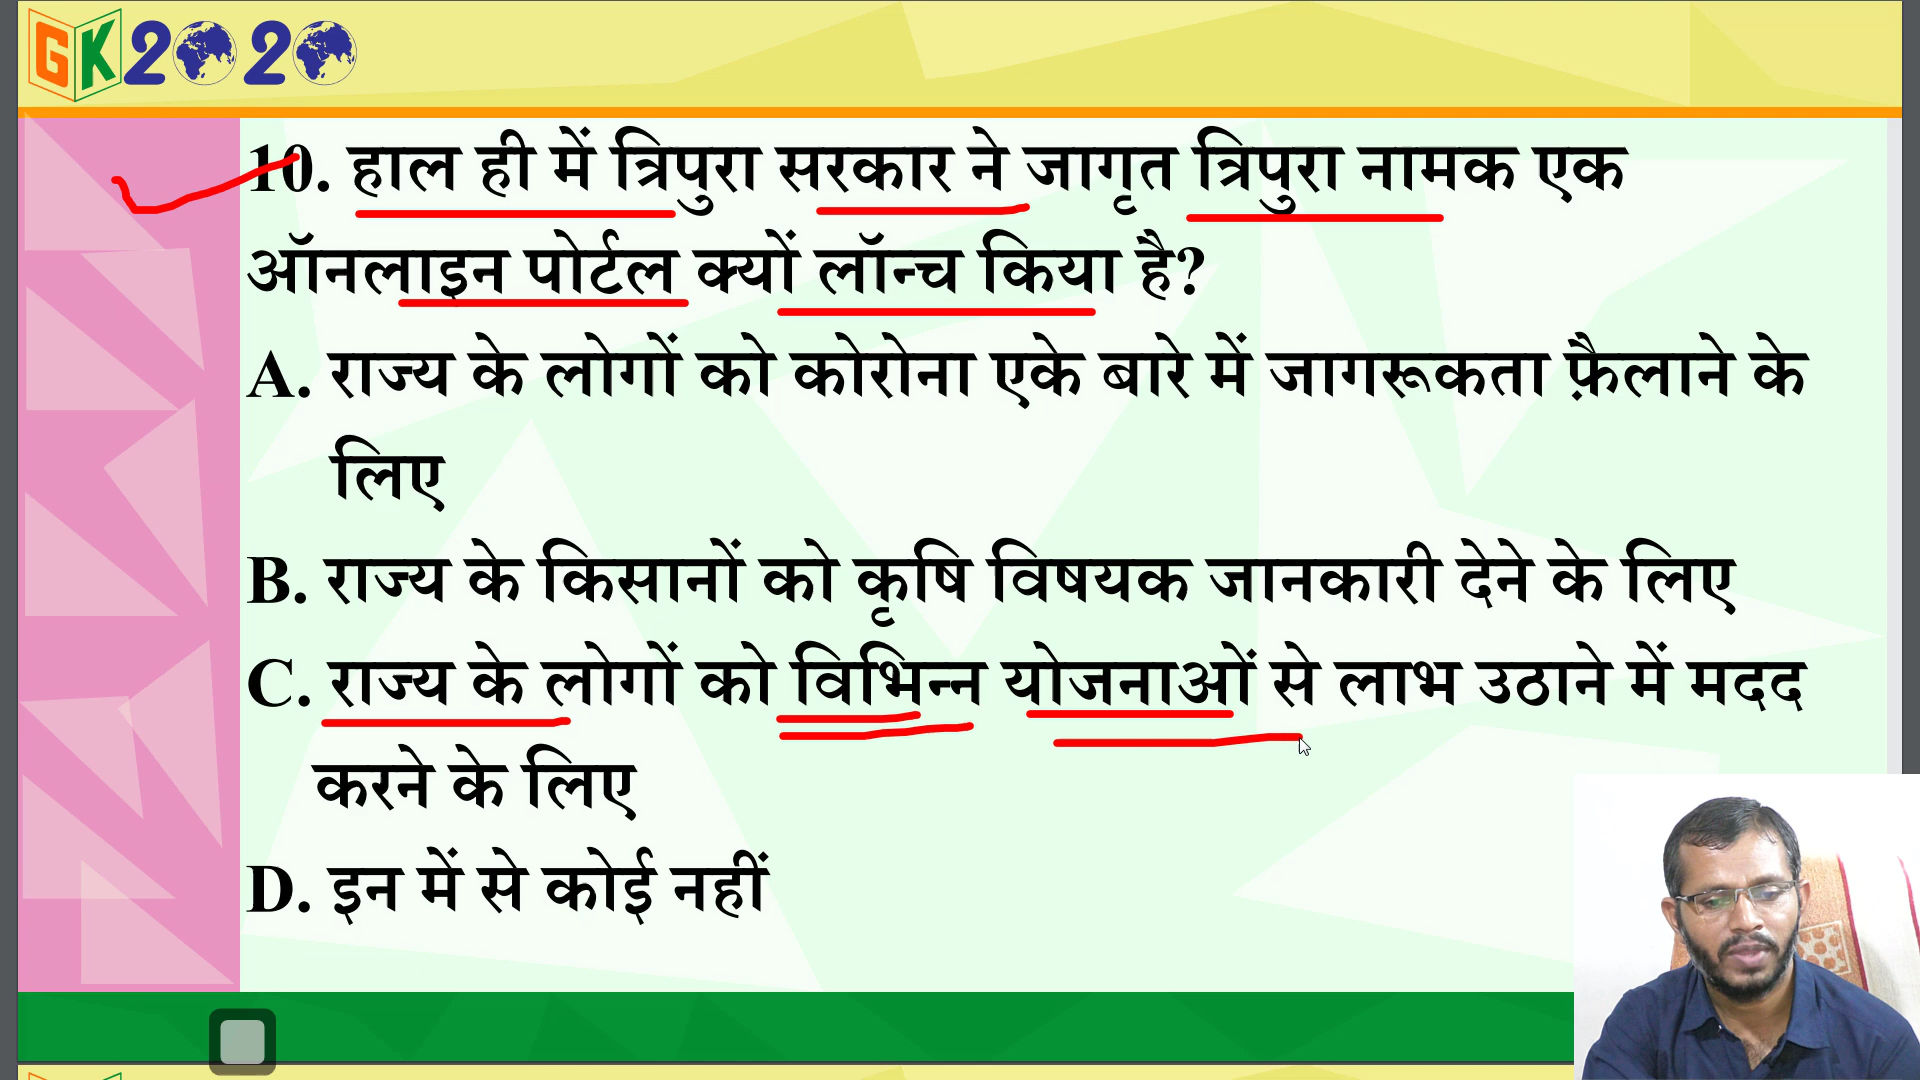 GK2020
10. हाल ही में त्रिपुरा सरकार ने जागृत त्रिपुरा नामक एक
ऑनलाइन पोर्टल क्यों लॉन्च किया है?
A. राज्य के लोगों को कोरोना एके बारे में जागरूकता फ़ैलाने के
लिए
B. राज्य के किसानों को कृषि विषयक जानकारी देने के लिए
C. राज्य के लोगों को विभिन्न योजनाओं से लाभ उठाने में मदद
करने के लिए
D. इन में से कोई नहीं